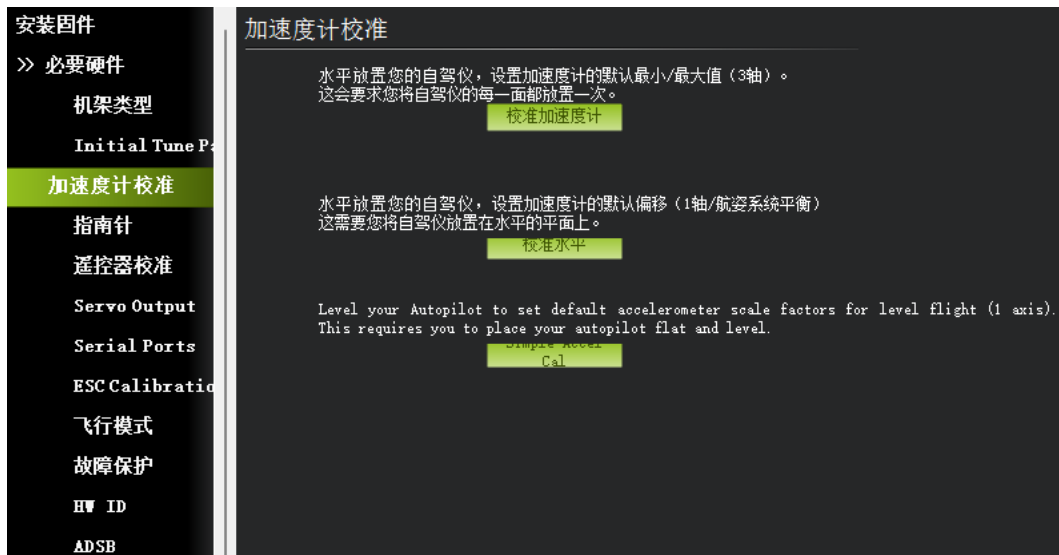 安装固件
加速度计校准
>> 必要硬件
水平放置您的自驾仪，设置加速度计的默认最小/最大值（3轴）。
这会要求您将自驾仪的每一面都放置一次。
机架类型
校准加速度计
Initial Tune Pa
加速度计校准
水平放置您的自驾仪，设置加速度计的默认偏移（1轴/航姿系统平衡）
这需要您将自驾仪放置在水平的平面上。
指南针
校准水平
遥控器校准
Servo Output
Level your Autopilot to set default accelerometer scale factors for level flight (1 axis).
This requires you to place your autopilot flat and level.
Serial Ports
Simple Accel
Cal
ESC Calibratio
飞行模式
故障保护
HW ID
ADSB